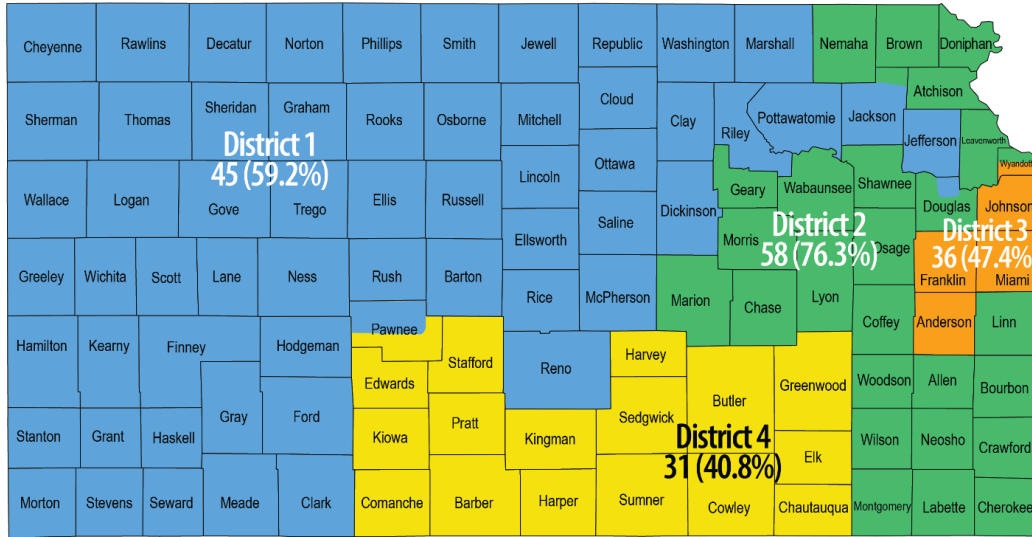 Cheyenne Rawlins Decatur Norton Phillips Smith Jewell Republic Washington Marshall Nemaha Brown Doniphan
Atchison
Sherman Thomas Sheridan Graham Rooks Osborne Mitchell Cloud Clay Riley Pottawatomie Jackson Jefferson Leavenworth
District 1
45 (59.2%)
Ottawa Wyandott
Lincoln
Wallace Logan Gove Trego Ellis Russell Saline Dickinson Geary Wabaunsee Shawnee Douglas Johnson
Ellsworth Morris Osage
District 2
58 (76.3%)
District 3
36 (47.4%
Greeley Wichita Scott Lane Ness Rush Barton Rice McPherson Marion Chase Lyon Franklin Miami
Pawnee Coffey Anderson Linn
Hamilton Kearny Finney Hodgeman Stafford Reno Harvey
Edwards Greenwood Woodson Allen Bourbon
Gray Ford Pratt Sedgwick Butler
Stanton Grant Haskell Kiowa Kingman Wilson Neosho Crawford
District 4
31 (40.8%)
Elk
Morton Stevens Seward Meade Clark Comanche Barber Harper Sumner Cowley Chautauqua Montgomery Labette Cherokee